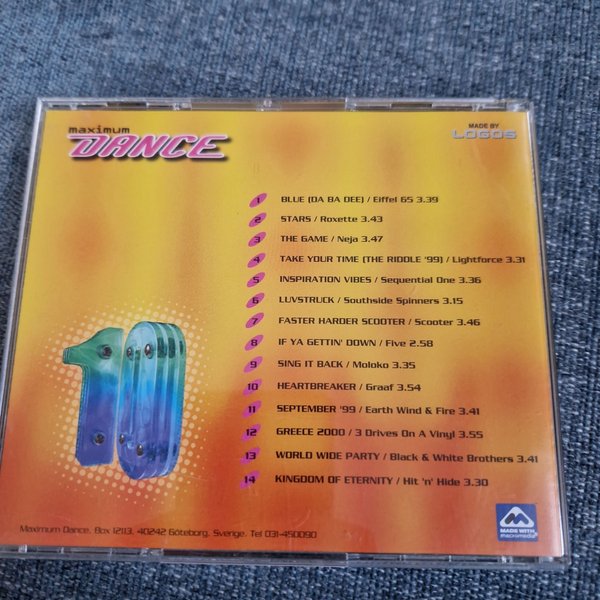 maximum
DANCE
MADE BY
LOGOS
1 BLUE (DA BA DEE) / Eiffel 65 3.39
2 STARS / Roxette 3.43
3 THE GAME / Neja 3.47
4 TAKE YOUR TIME (THE RIDDLE '99) / Lightforce 3.31
5 INSPIRATION VIBES / Sequential One 3.36
6 LUVSTRUCK / Southside Spinners 3.15
7 FASTER HARDER SCOOTER / Scooter 3.46
8 IF YA GETTIN' DOWN / Five 2.58
9 SING IT BACK / Moloko 3.35
10 HEARTBREAKER / Graaf 3.54
11 SEPTEMBER '99 / Earth Wind & Fire 3.41
12 GREECE 2000 / 3 Drives On A Vinyl 3.55
13 WORLD WIDE PARTY / Black & White Brothers 3.41
14 KINGDOM OF ETERNITY / Hit 'n' Hide 3.30
10
Maximum Dance, Box 12113, 40242 Göteborg, Sverige. Tel 031-450090
MADE WITH
macromedia